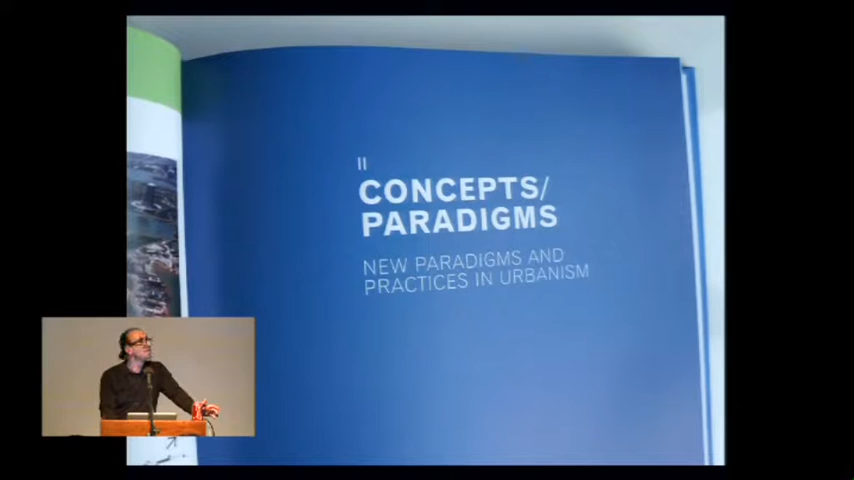 II
CONCEPTS/
PARADIGMS
NEW PARADIGMS AND
PRACTICES IN URBANISM